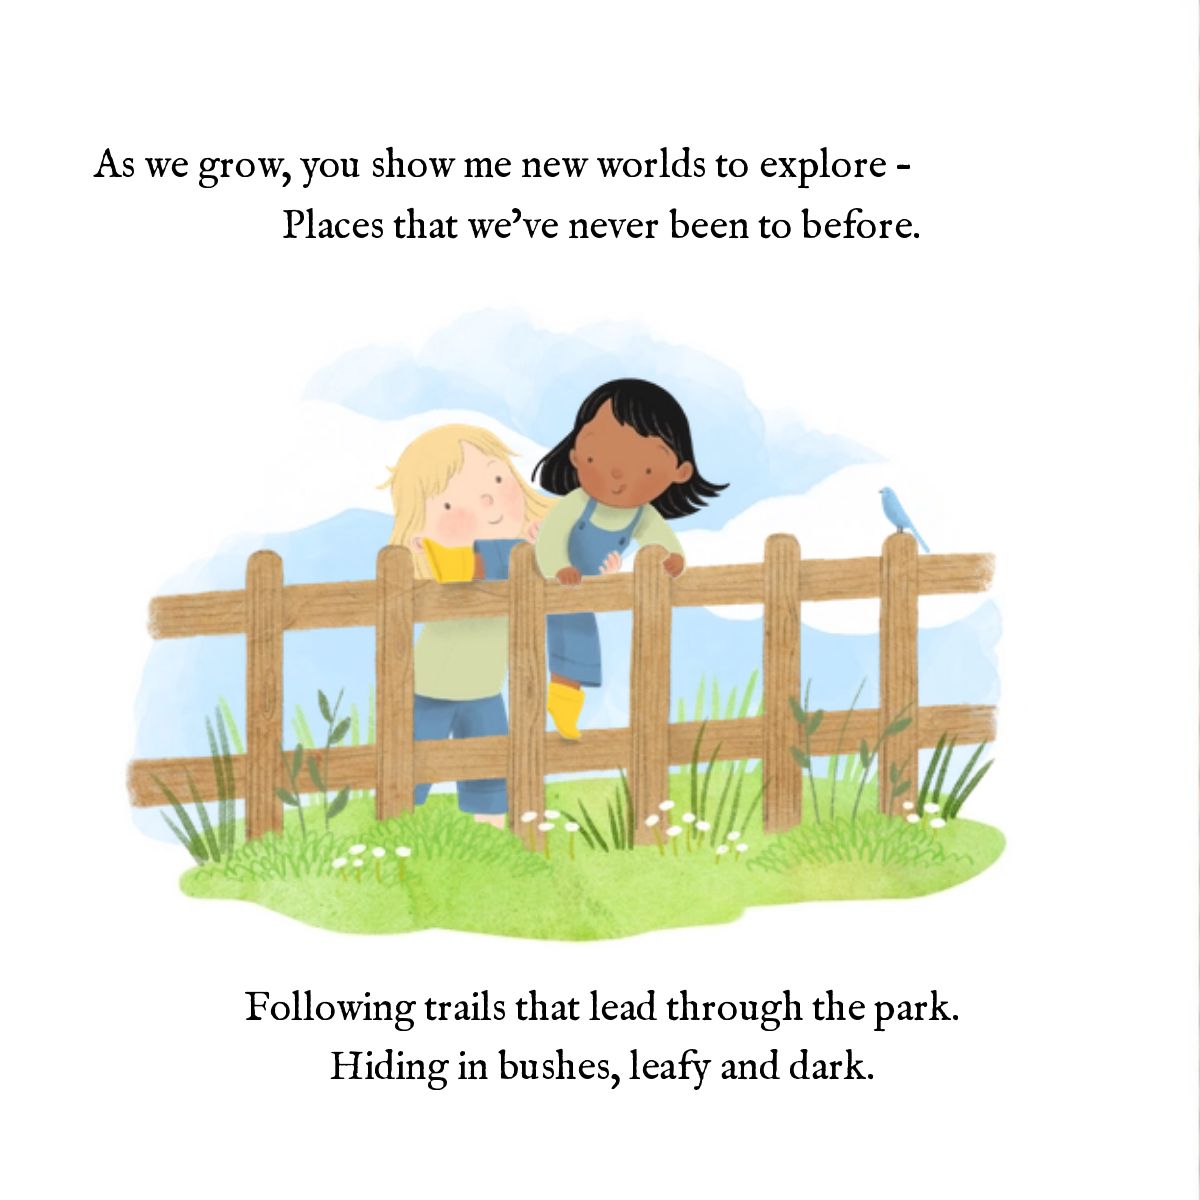 As we grow, you show me new worlds to explore -
Places that we’ve never been to before.
Following trails that lead through the park.
Hiding in bushes, leafy and dark.